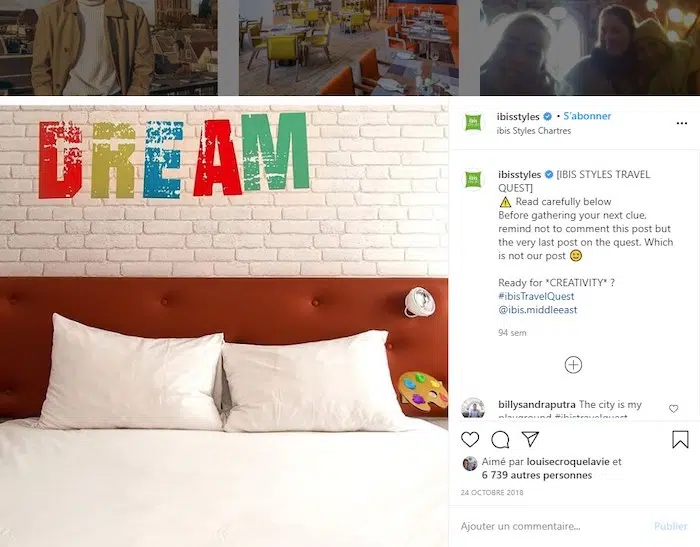 DREAM
ibisstyles • S'abonner
ibis Styles Chartres
ibisstyles [IBIS STYLES TRAVEL
QUEST]
⚠ Read carefully below
Before gathering your next clue,
remind not to comment this post but
the very last post on the quest. Which
is not our post 😉
Ready for *CREATIVITY* ?
#ibisTravelQuest
@ibis.middleeast
94 sem
billysandraputra The city is my
playground #ibistravelquest
Aimé par louisecroquelavie et
6 739 autres personnes
24 OCTOBRE 2018
Ajouter un commentaire...
Publier